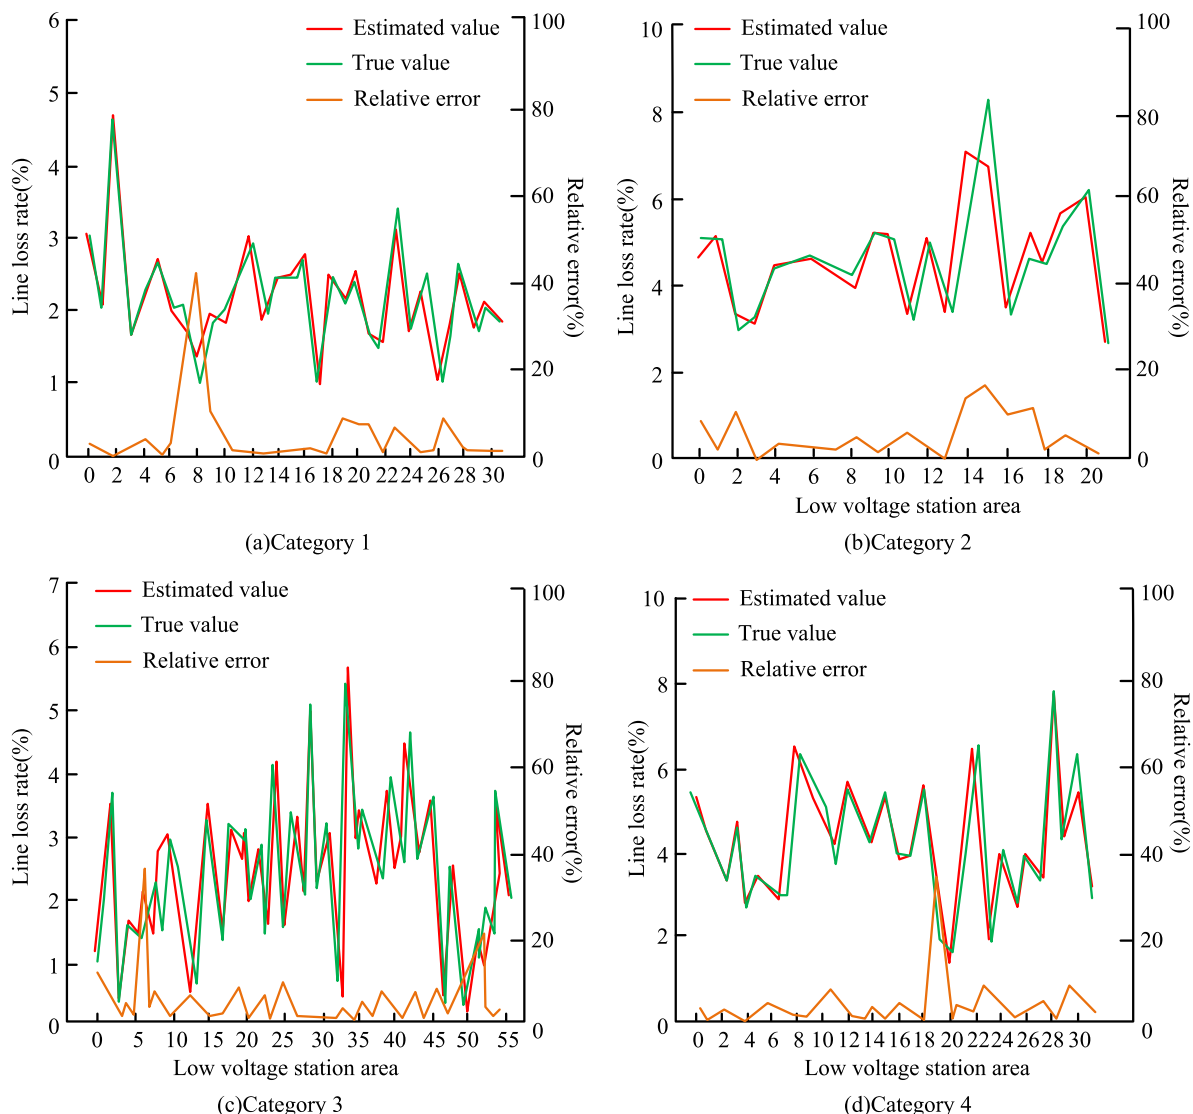 6
5
4
3
2
1
0
Line loss rate(%)
Estimated value
True value
Relative error
100
80
60
40
20
0
Relative error(%)
0 2 4 6 8 10 12 14 16 18 20 22 24 26 28 30
(a)Category 1
10
8
6
4
2
0
Line loss rate(%)
Estimated value
True value
Relative error
100
80
60
40
20
0
Relative error(%)
0 2 4 6 8 10 12 14 16 18 20
Low voltage station area
(b)Category 2
7
6
5
4
3
2
1
0
Line loss rate(%)
Estimated value
True value
Relative error
100
80
60
40
20
0
Relative error(%)
0 5 10 15 20 25 30 35 40 45 50 55
Low voltage station area
(c)Category 3
10
8
6
4
2
0
Line loss rate(%)
Estimated value
True value
Relative error
100
80
60
40
20
0
Relative error(%)
0 2 4 6 8 10 12 14 16 18 20 22 24 26 28 30
Low voltage station area
(d)Category 4